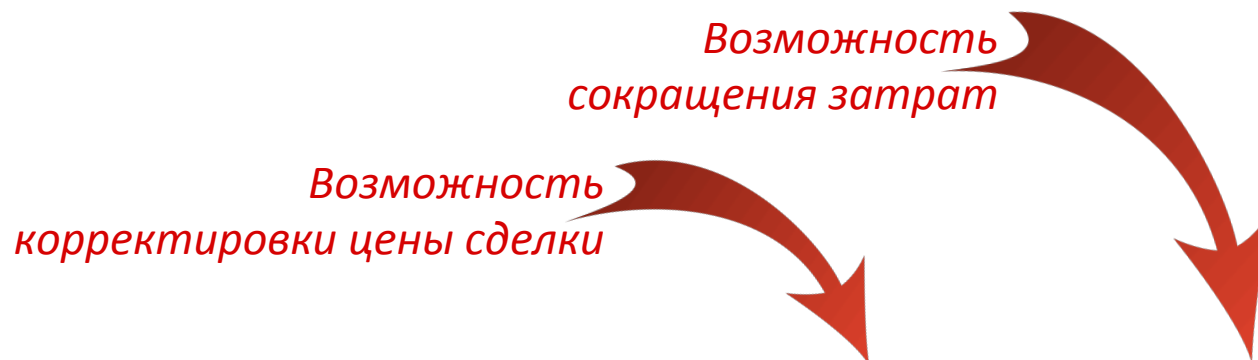 Возможность
сокращения затрат
Возможность
корректировки цены сделки